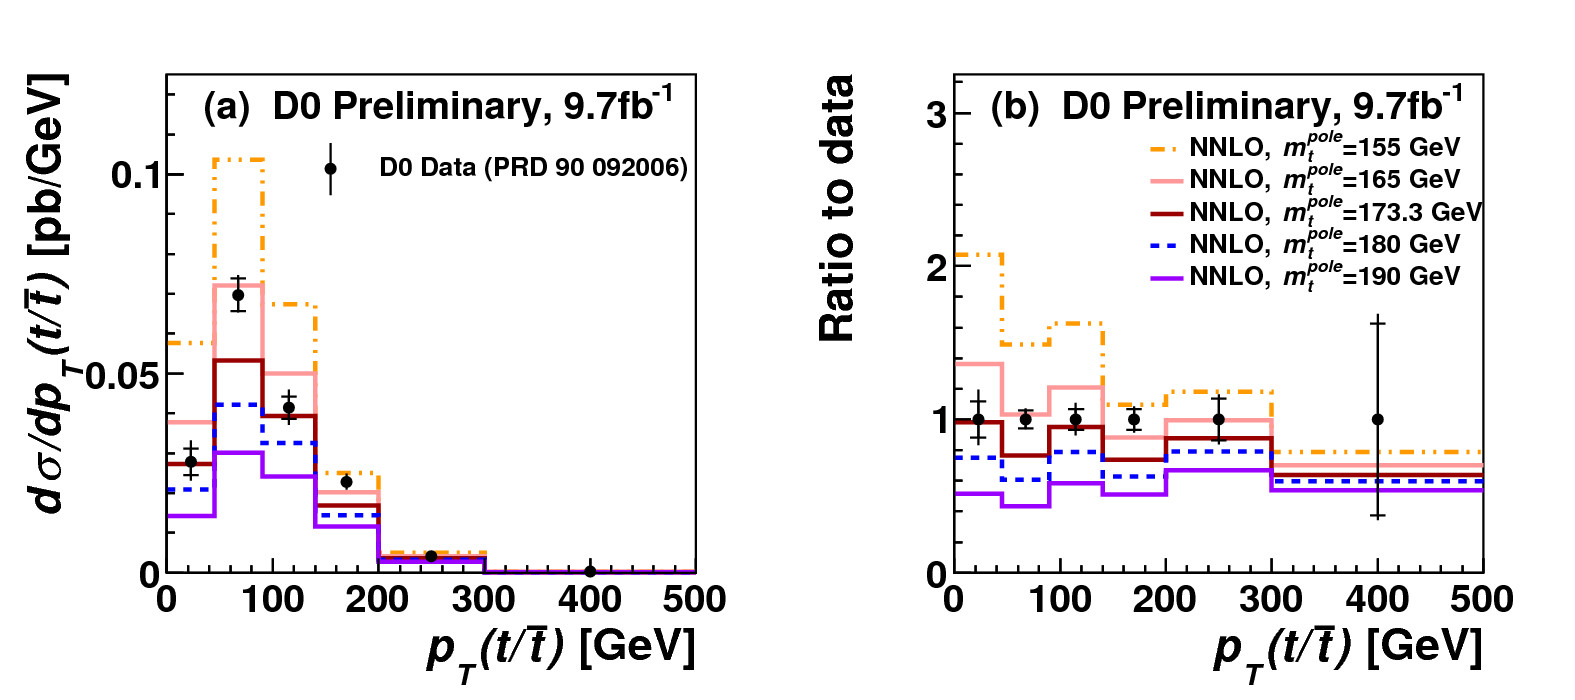 (a) D0 Preliminary, 9.7fb-1
D0 Data (PRD 90 092006)
dσ/dpT(t/t̄) [pb/GeV]
0.1
0.05
0
0 100 200 300 400 500
pT(t/t̄) [GeV]
(b) D0 Preliminary, 9.7fb-1
NNLO, mtpole=155 GeV
NNLO, mtpole=165 GeV
NNLO, mtpole=173.3 GeV
NNLO, mtpole=180 GeV
NNLO, mtpole=190 GeV
Ratio to data
3
2
1
0
0 100 200 300 400 500
pT(t/t̄) [GeV]